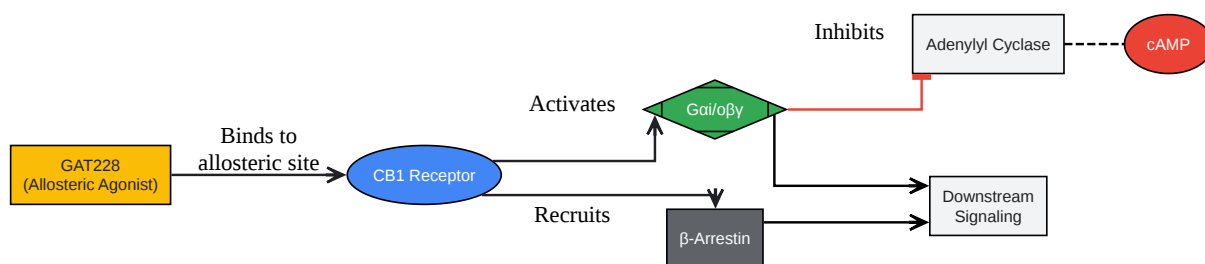 GAT228
(Allosteric Agonist)
Binds to
allosteric site
CB1 Receptor
Activates
Recruits
Gαi/oβγ
β-Arrestin
Inhibits
Adenylyl Cyclase
cAMP
Downstream
Signaling